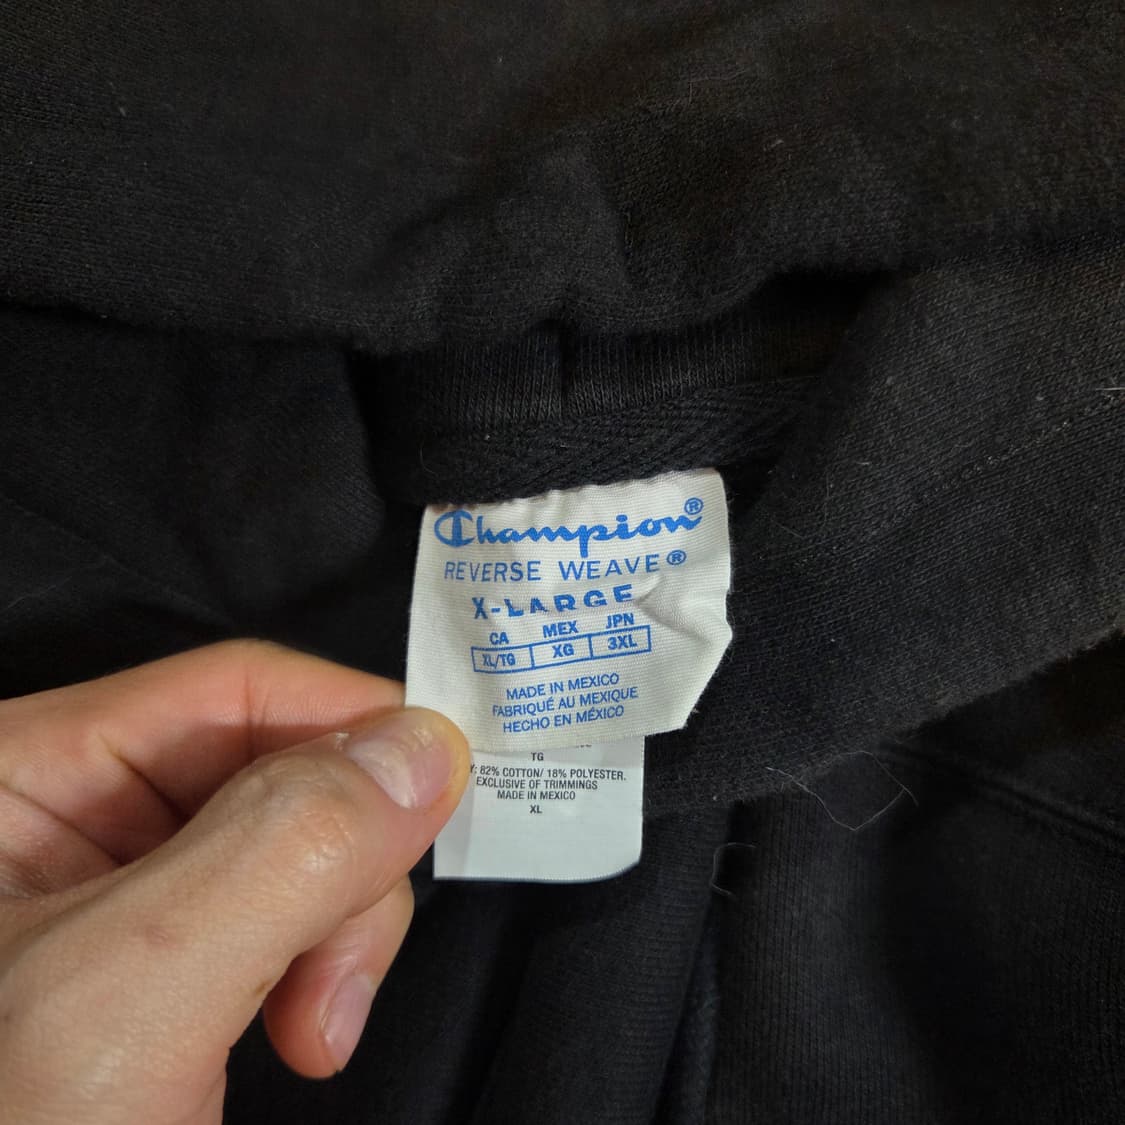 Champion®
REVERSE WEAVE®
X-LARGE
CA MEX JPN
XL/TG XG 3XL
MADE IN MEXICO
FABRIQUÉ AU MEXIQUE
HECHO EN MÉXICO
TG
: 82% COTTON/ 18% POLYESTER.
EXCLUSIVE OF TRIMMINGS
MADE IN MEXICO
XL